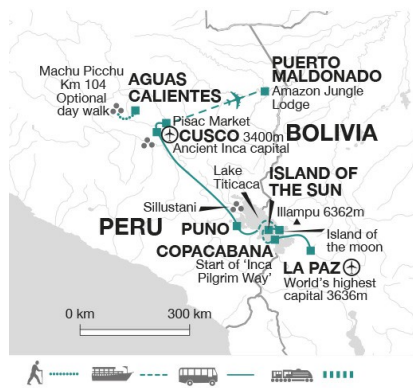 Machu Picchu
Km 104
Optional
day walk
AGUAS
CALIENTES
PUERTO
MALDONADO
Amazon Jungle
Lodge
Pisac Market
CUSCO 3400m
Ancient Inca capital
BOLIVIA
Lake
Titicaca
ISLAND OF
THE SUN
Illampu 6362m
Sillustani
PERU
PUNO
Island of
the moon
COPACABANA
Start of ‘Inca
Pilgrim Way’
LA PAZ
World's highest
capital 3636m
0 km
300 km